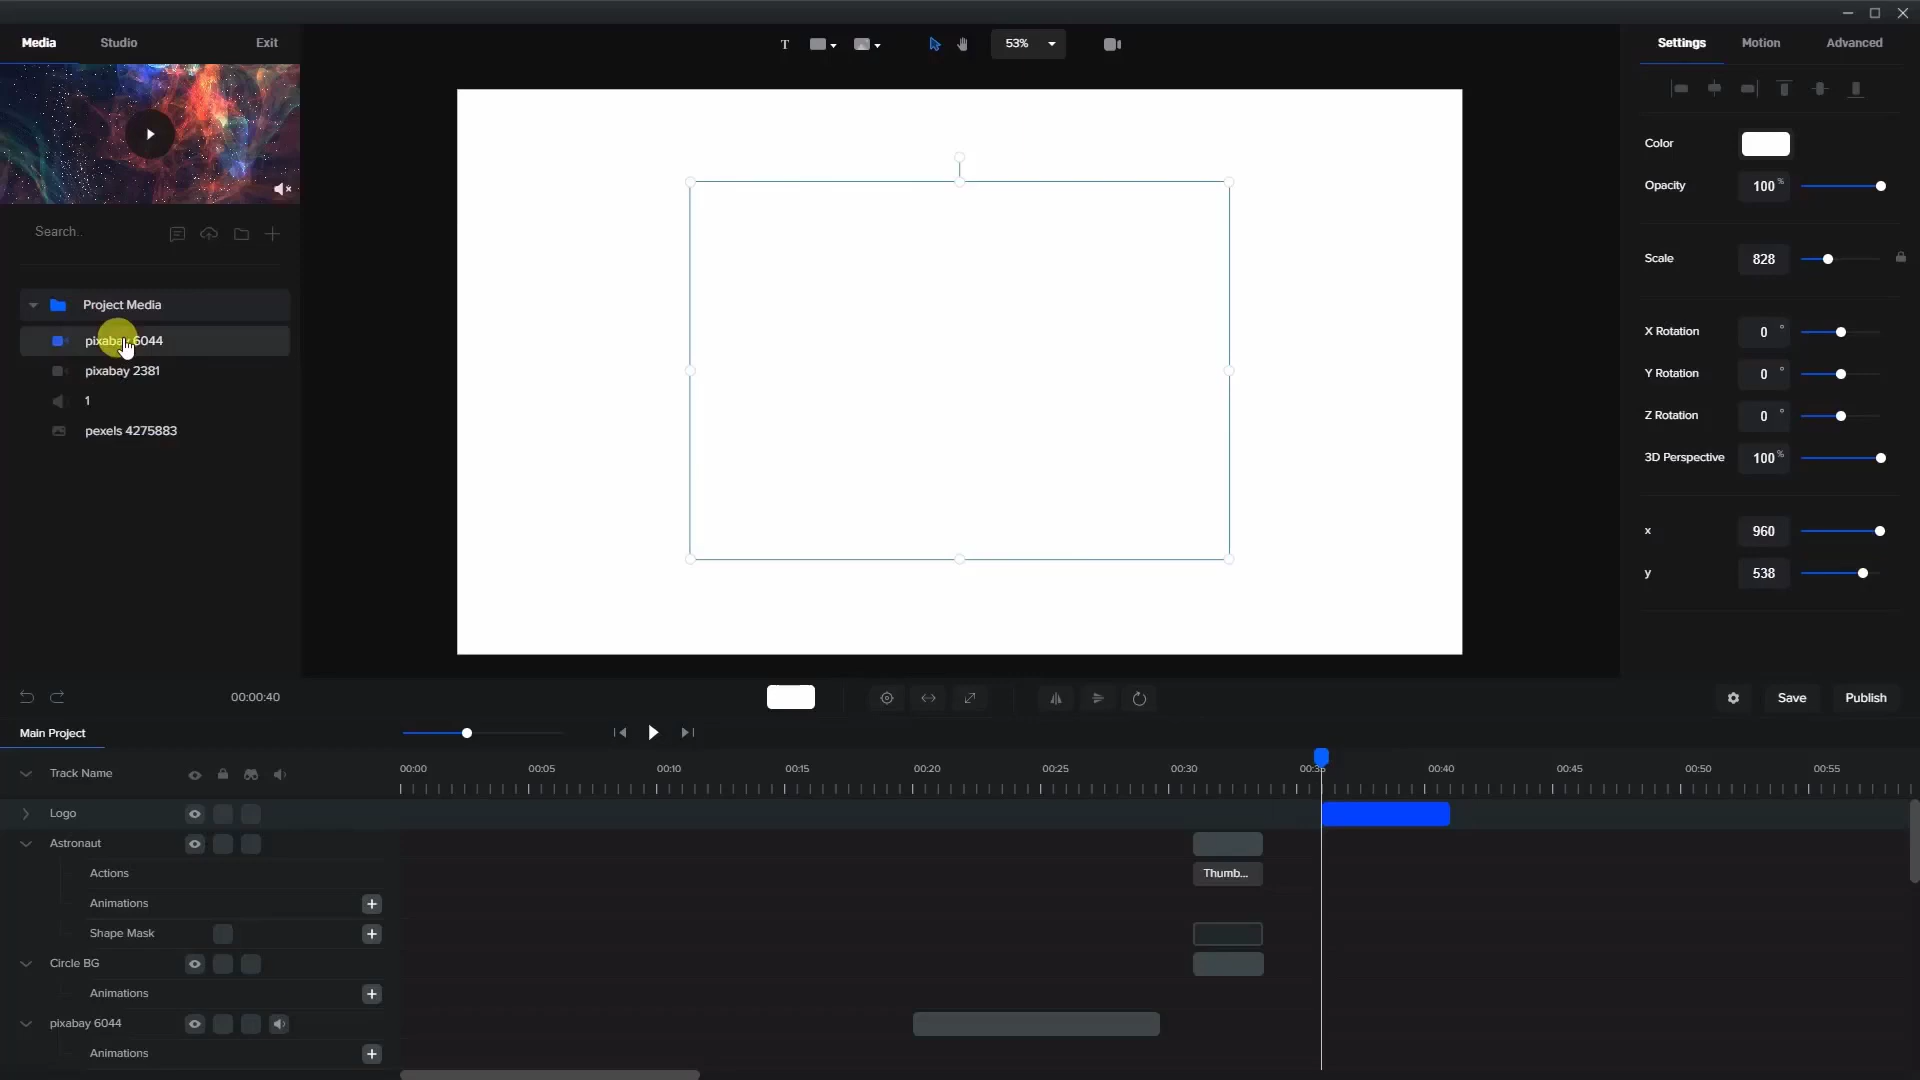 Media Studio Exit
T 53%
Settings Motion Advanced
Search..
Project Media
pixabay 6044
pixabay 2381
1
pexels 4275883
Color
Opacity 100 %
Scale 828
X Rotation 0 °
Y Rotation 0 °
Z Rotation 0 °
3D Perspective 100 %
x 960
y 538
00:00:40
Save Publish
Main Project
Track Name
00:00 00:05 00:10 00:15 00:20 00:25 00:30 00:35 00:40 00:45 00:50 00:55
Logo
Astronaut
Actions Thumb...
Animations
Shape Mask
Circle BG
Animations
pixabay 6044
Animations